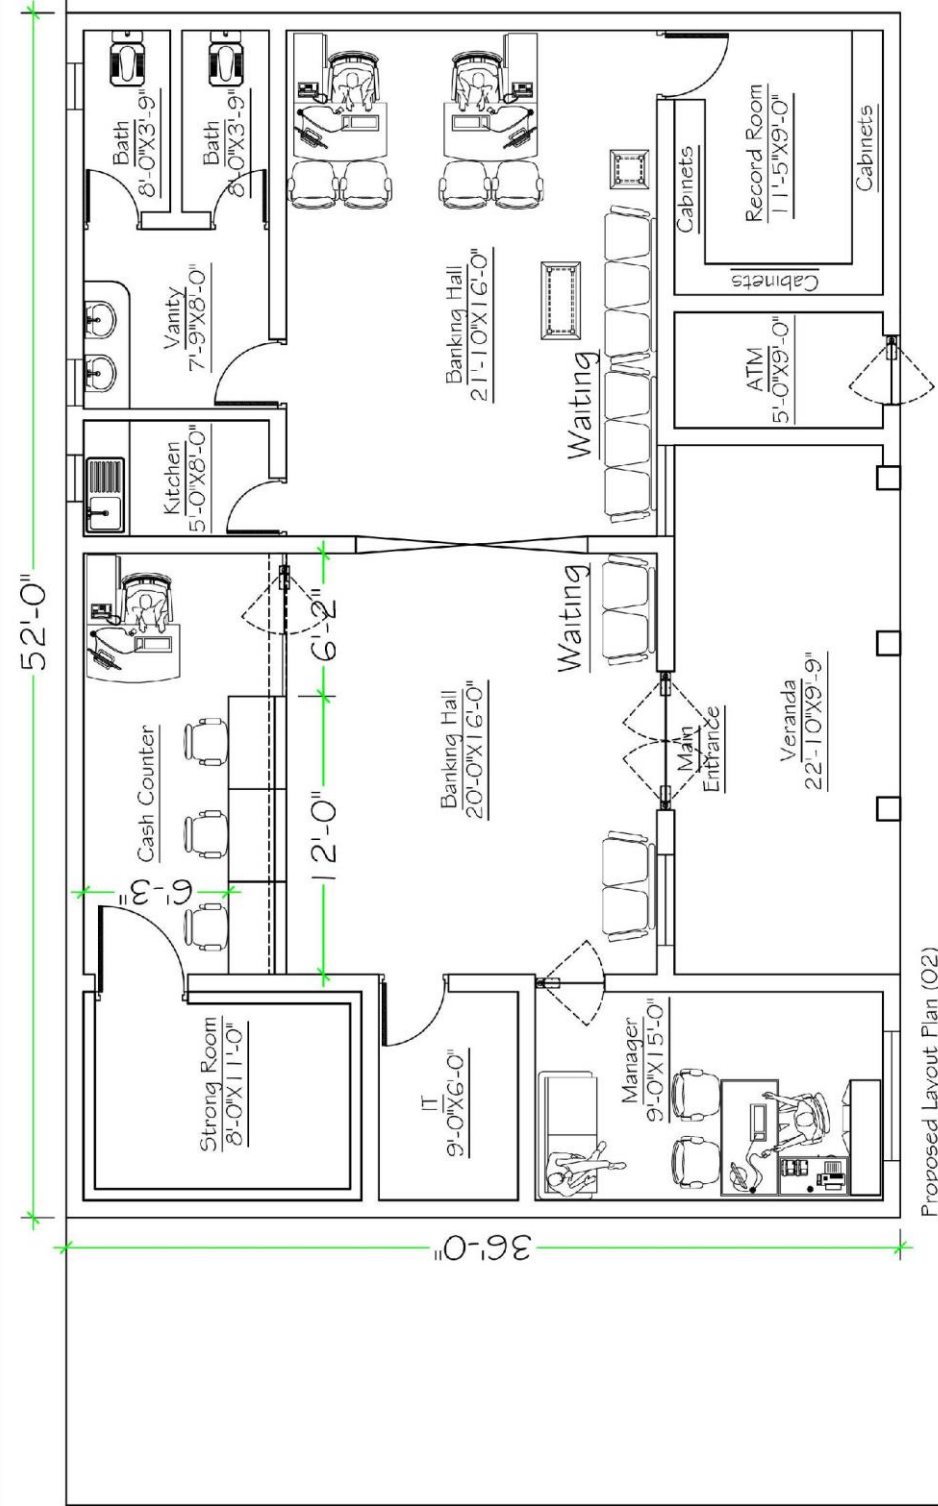 52'-0"
Bath
8'-0"X3'-9"
Bath
8'-0"X3'-9"
Vanity
7'-9"X8'-0"
Kitchen
5'-0"X8'-0"
Cash Counter
6'-3"
Strong Room
8'-0"X11'-0"
12'-0"
6'-2"
IT
9'-0"X6'-0"
Banking Hall
20'-0"X16'-0"
Banking Hall
21'-10"X16'-0"
Waiting
Waiting
Manager
9'-0"X15'-0"
Main
Entrance
Veranda
22'-10"X9'-9"
ATM
5'-0"X9'-0"
Record Room
11'-5"X9'-0"
Cabinets
Cabinets
Cabinets
36'-0"
Proposed Layout Plan (02)